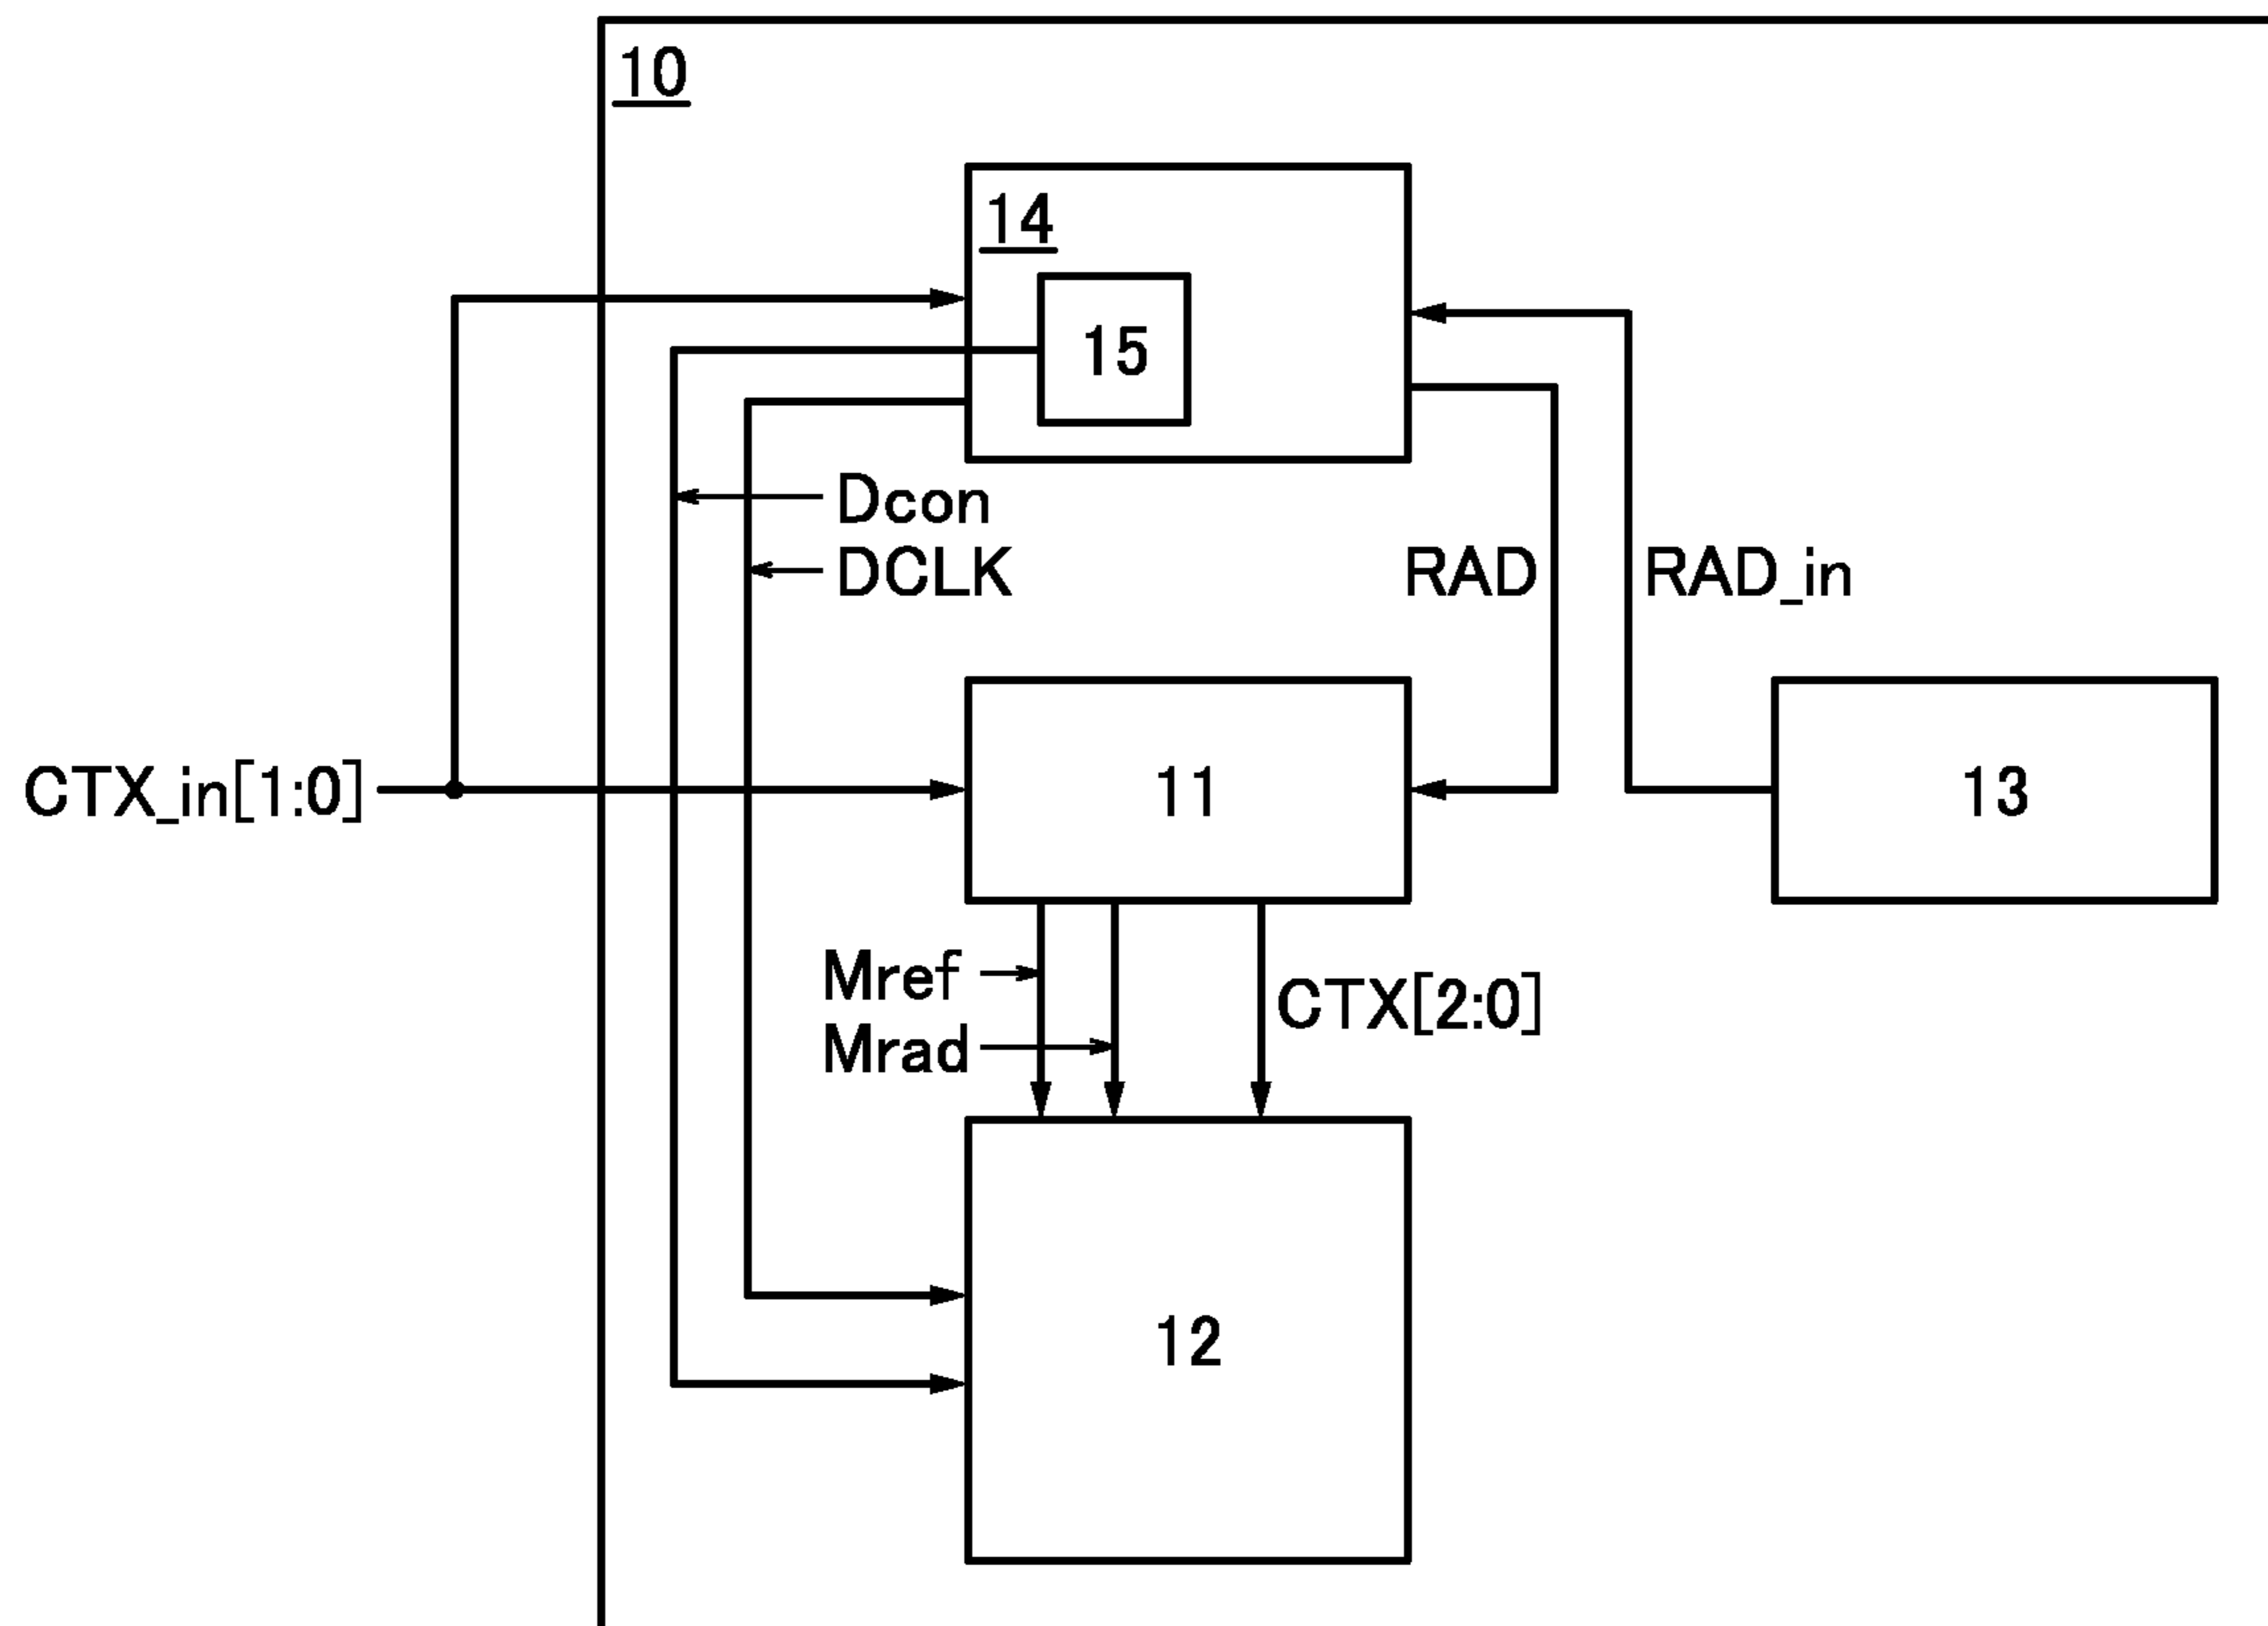 10
14
15
Dcon
DCLK
RAD
RAD_in
CTX_in[1:0]
11
13
Mref
CTX[2:0]
Mrad
12